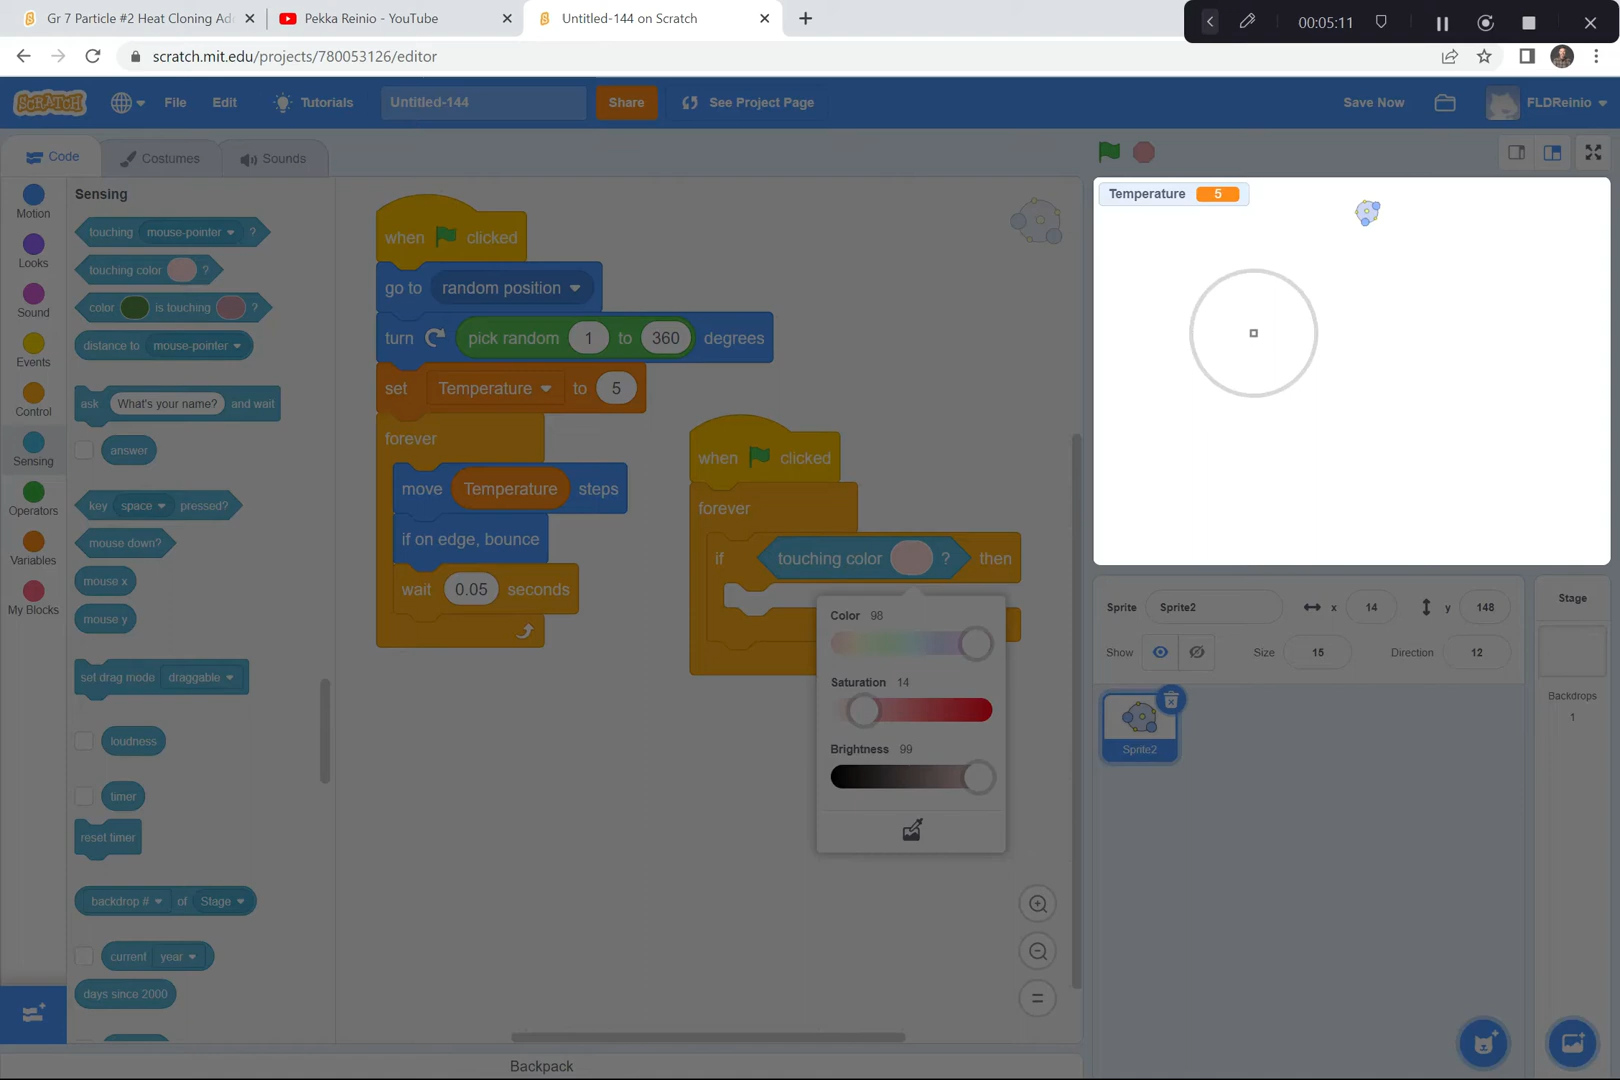 Gr 7 Particle #2 Heat Cloning Ad
Pekka Reinio - YouTube
Untitled-144 on Scratch
00:05:11
scratch.mit.edu/projects/780053126/editor
SCRATCH
File
Edit
Tutorials
Untitled-144
Share
See Project Page
Save Now
FLDReinio
Code
Costumes
Sounds
Motion
Looks
Sound
Events
Control
Sensing
Operators
Variables
My Blocks
Sensing
touching mouse-pointer ?
touching color ?
color is touching ?
distance to mouse-pointer
ask What's your name? and wait
answer
key space pressed?
mouse down?
mouse x
mouse y
set drag mode draggable
loudness
timer
reset timer
backdrop # of Stage
current year
days since 2000
when clicked
go to random position
turn pick random 1 to 360 degrees
set Temperature to 5
forever
move Temperature steps
if on edge, bounce
wait 0.05 seconds
when clicked
forever
if touching color ? then
Color 98
Saturation 14
Brightness 99
Backpack
Temperature 5
Sprite Sprite2 x 14 y 148
Show Size 15 Direction 12
Sprite2
Stage
Backdrops
1